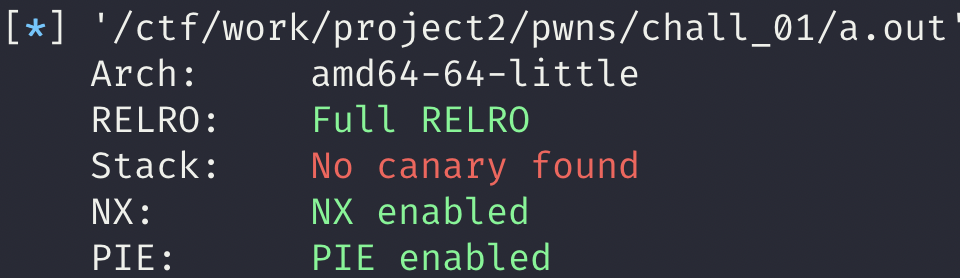 [*] '/ctf/work/project2/pwns/chall_01/a.out'
Arch: amd64-64-little
RELRO: Full RELRO
Stack: No canary found
NX: NX enabled
PIE: PIE enabled